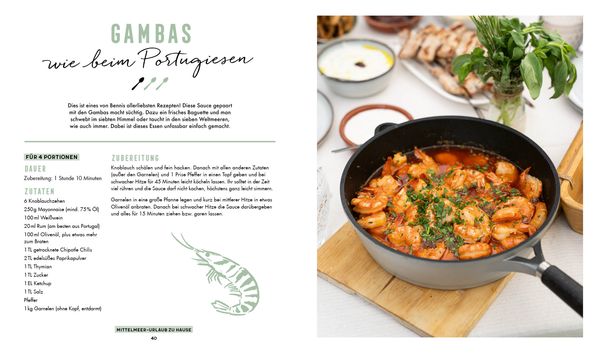 GAMBAS
wie beim Portugiesen
Dies ist eines von Bennis allerliebsten Rezepten! Diese Sauce gepaart
mit den Gambas macht süchtig. Dazu ein frisches Baguette und man
schwebt im siebten Himmel oder taucht in den sieben Weltmeeren,
wie auch immer. Dabei ist dieses Essen unfassbar einfach gemacht.
FÜR 4 PORTIONEN
DAUER
Zubereitung: 1 Stunde 10 Minuten
ZUTATEN
6 Knoblauchzehen
250g Mayonnaise (mind. 75% Öl)
100 ml Weißwein
20ml Rum (am besten aus Portugal)
100 ml Olivenöl, plus etwas mehr
zum Braten
1 TL getrocknete Chipotle Chilis
2TL edelsüßes Paprikapulver
1 TL Thymian
1 TL Zucker
1 EL Ketchup
1 TL Salz
Pfeffer
1kg Garnelen (ohne Kopf, entdarmt)
ZUBEREITUNG
Knoblauch schälen und fein hacken. Danach mit allen anderen Zutaten
(außer den Garnelen) und 1 Prise Pfeffer in einen Topf geben und bei
schwacher Hitze für 45 Minuten leicht köcheln lassen. Ihr solltet in der Zeit
viel rühren und die Sauce darf nicht kochen, höchstens ganz leicht simmern.
Garnelen in eine große Pfanne legen und kurz bei mittlerer Hitze in etwas
Olivenöl anbraten. Danach bei schwacher Hitze die Sauce darübergeben
und alles für 15 Minuten ziehen bzw. garen lassen.
MITTELMEER-URLAUB ZU HAUSE
40